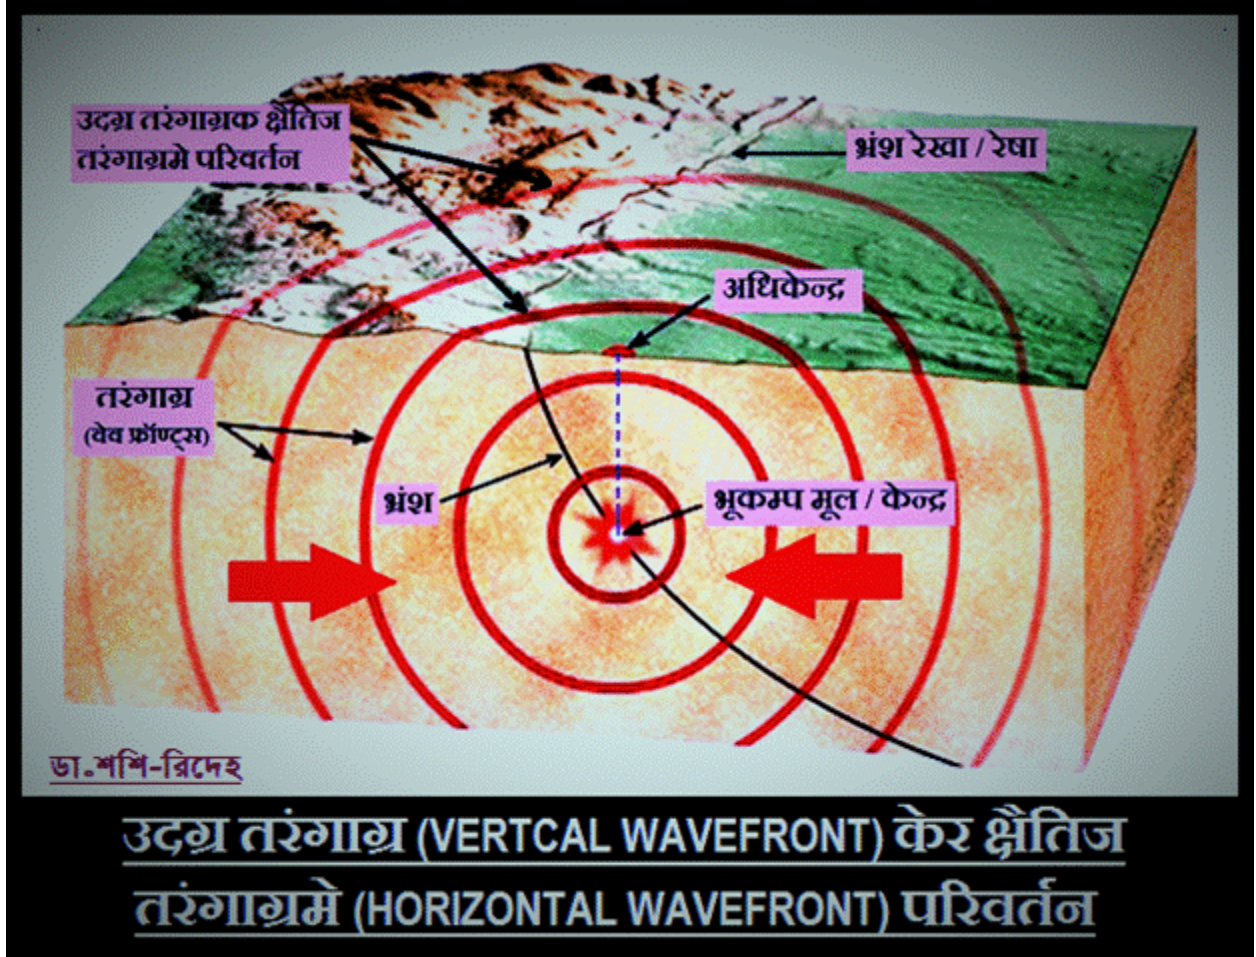 उदग्र तरंगाग्रक क्षैतिज
तरंगाग्रमे परिवर्तन
भ्रंश रेखा / रेषा
अधिकेन्द्र
तरंगाग्र
(वेव फ्रॉण्ट्स)
भ्रंश
भूकम्प मूल / केन्द्र
ডা.শশি-ৱিদেহ
उदग्र तरंगाग्र (VERTCAL WAVEFRONT) केर क्षैतिज
तरंगाग्रमे (HORIZONTAL WAVEFRONT) परिवर्तन